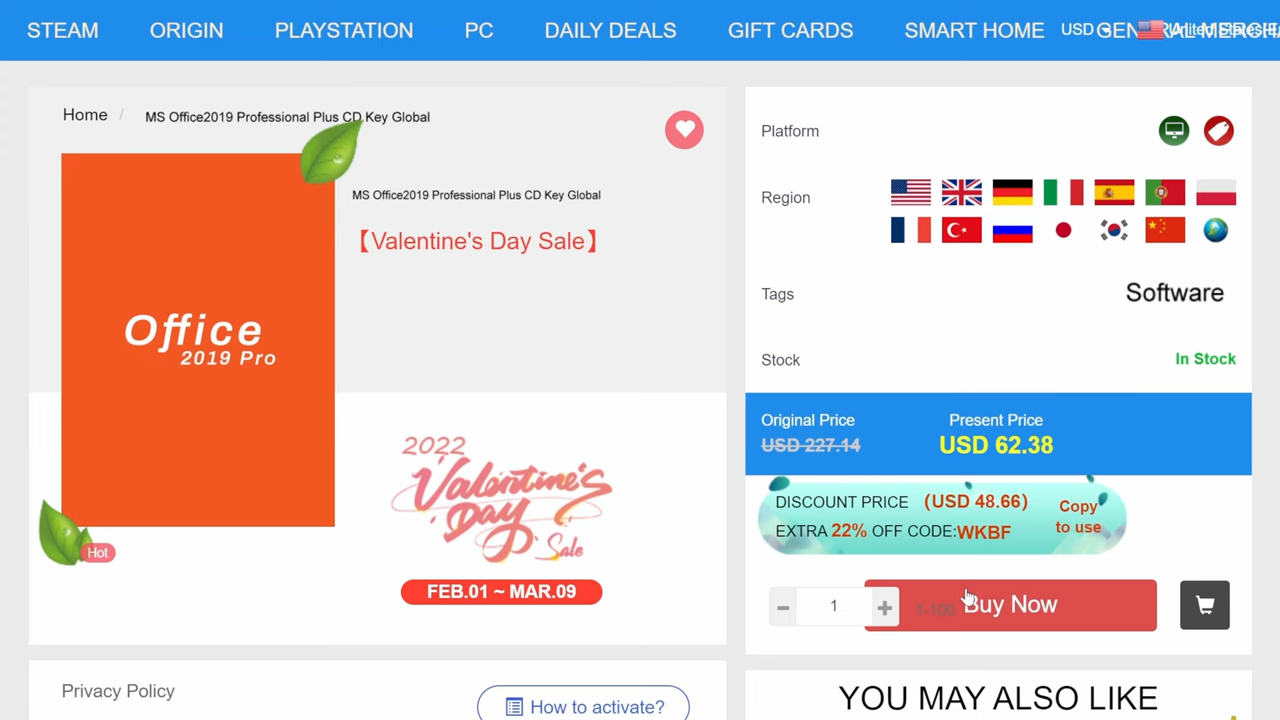 STEAM ORIGIN PLAYSTATION PC DAILY DEALS GIFT CARDS SMART HOME USD
Home / MS Office2019 Professional Plus CD Key Global
MS Office2019 Professional Plus CD Key Global
【Valentine's Day Sale】
Office
2019 Pro
Hot
2022
Valentine's
Day
Sale
FEB.01 ~ MAR.09
Privacy Policy
How to activate?
Platform
Region
Tags Software
Stock In Stock
Original Price Present Price
USD 227.14 USD 62.38
DISCOUNT PRICE (USD 48.66)
EXTRA 22% OFF CODE:WKBF
Copy
to use
- 1 + 1-100 Buy Now
YOU MAY ALSO LIKE